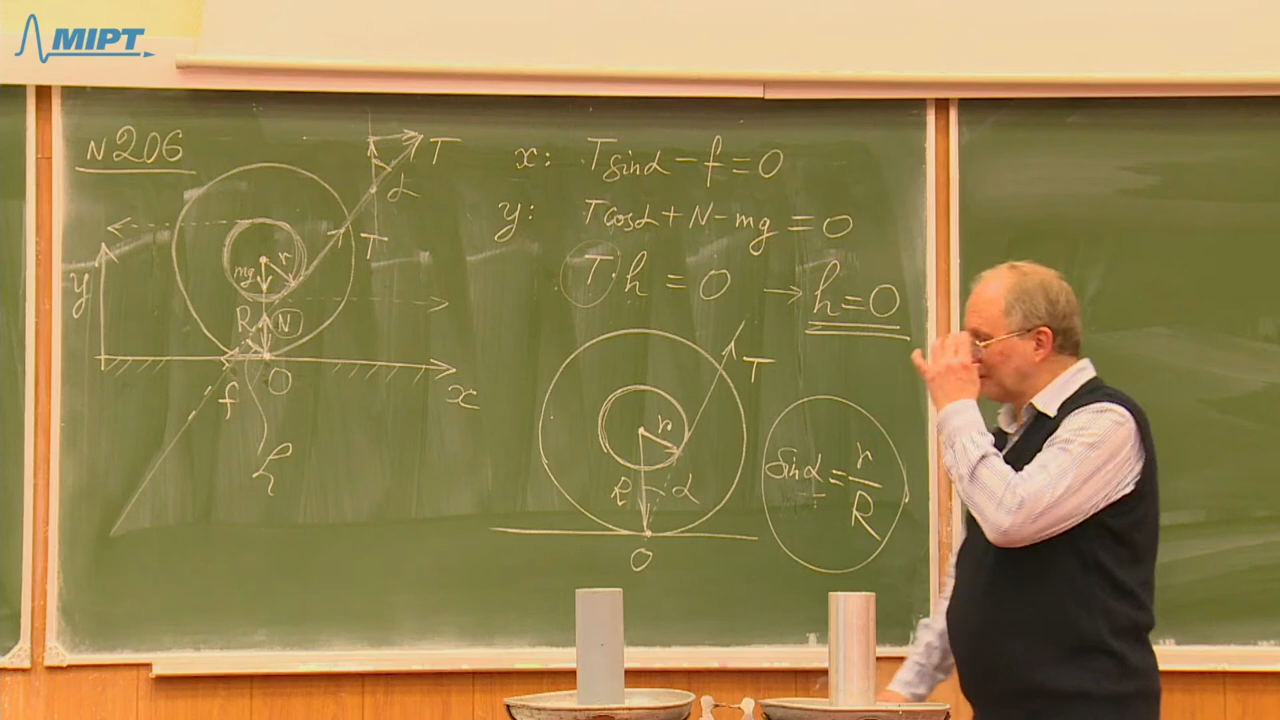 MIPT
N206
x: T sinα - f = 0
y: T cosα + N - mg = 0
T · h = 0 → h = 0
T
α
T
r
mg
y
R
N
f
O
x
h
T
r
R
α
O
sinα = r/R